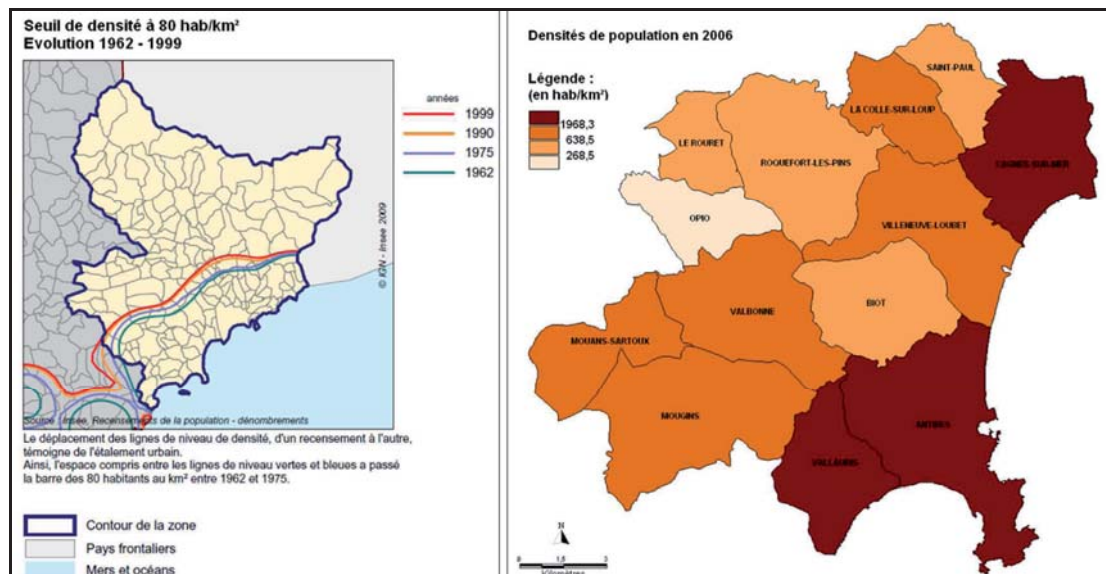 Seuil de densité à 80 hab/km²
Evolution 1962 - 1999
années
1999
1990
1975
1962
© IGN - Insee 2009
Source : Insee, Recensements de la population - dénombrements
Le déplacement des lignes de niveau de densité, d'un recensement à l'autre,
témoigne de l'étalement urbain.
Ainsi, l'espace compris entre les lignes de niveau vertes et bleues a passé
la barre des 80 habitants au km² entre 1962 et 1975.
Contour de la zone
Pays frontaliers
Mers et océans
Densités de population en 2006
Légende :
(en hab/km²)
1968,3
638,5
268,5
SAINT-PAUL
LA COLLE-SUR-LOUP
CAGNES-SUR-MER
LE ROURET
ROQUEFORT-LES-PINS
OPIO
VILLENEUVE-LOUBET
BIOT
VALBONNE
MOUANS-SARTOUX
MOUGINS
ANTIBES
VALLAURIS
N
0 1,5 3
Kilomètres